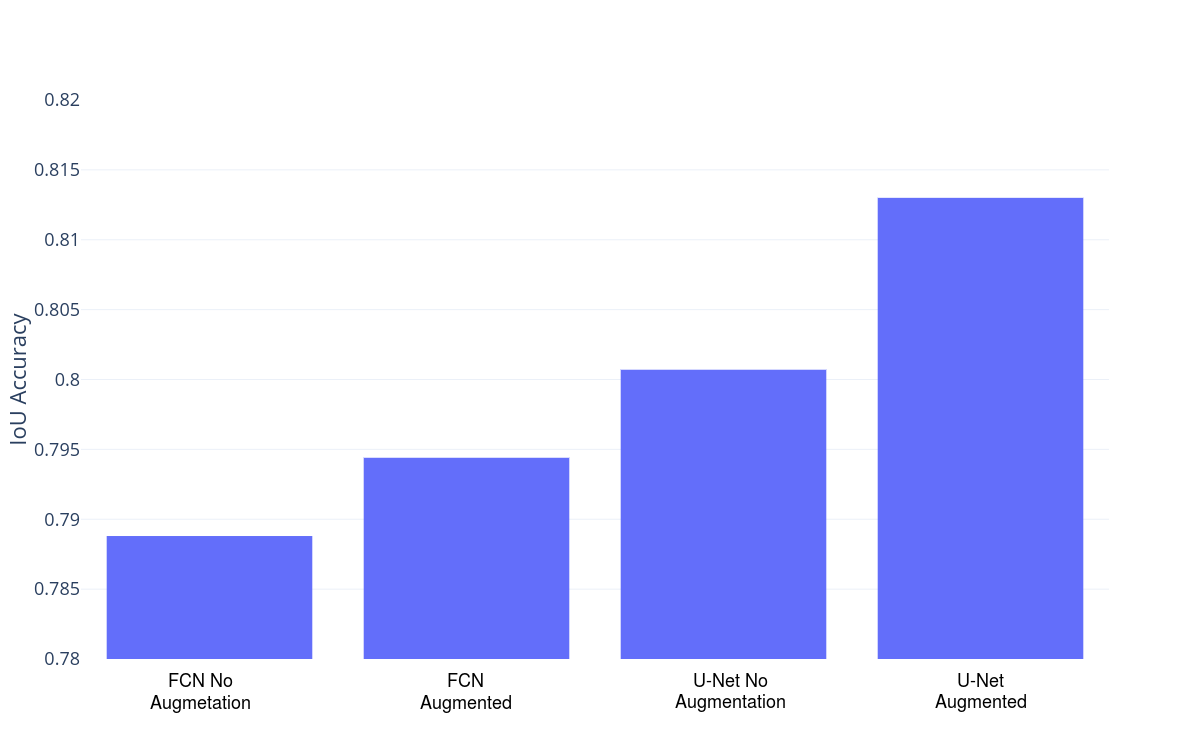 0.82
0.815
0.81
0.805
0.8
0.795
0.79
0.785
0.78
IoU Accuracy
FCN No
Augmetation
FCN
Augmented
U-Net No
Augmentation
U-Net
Augmented